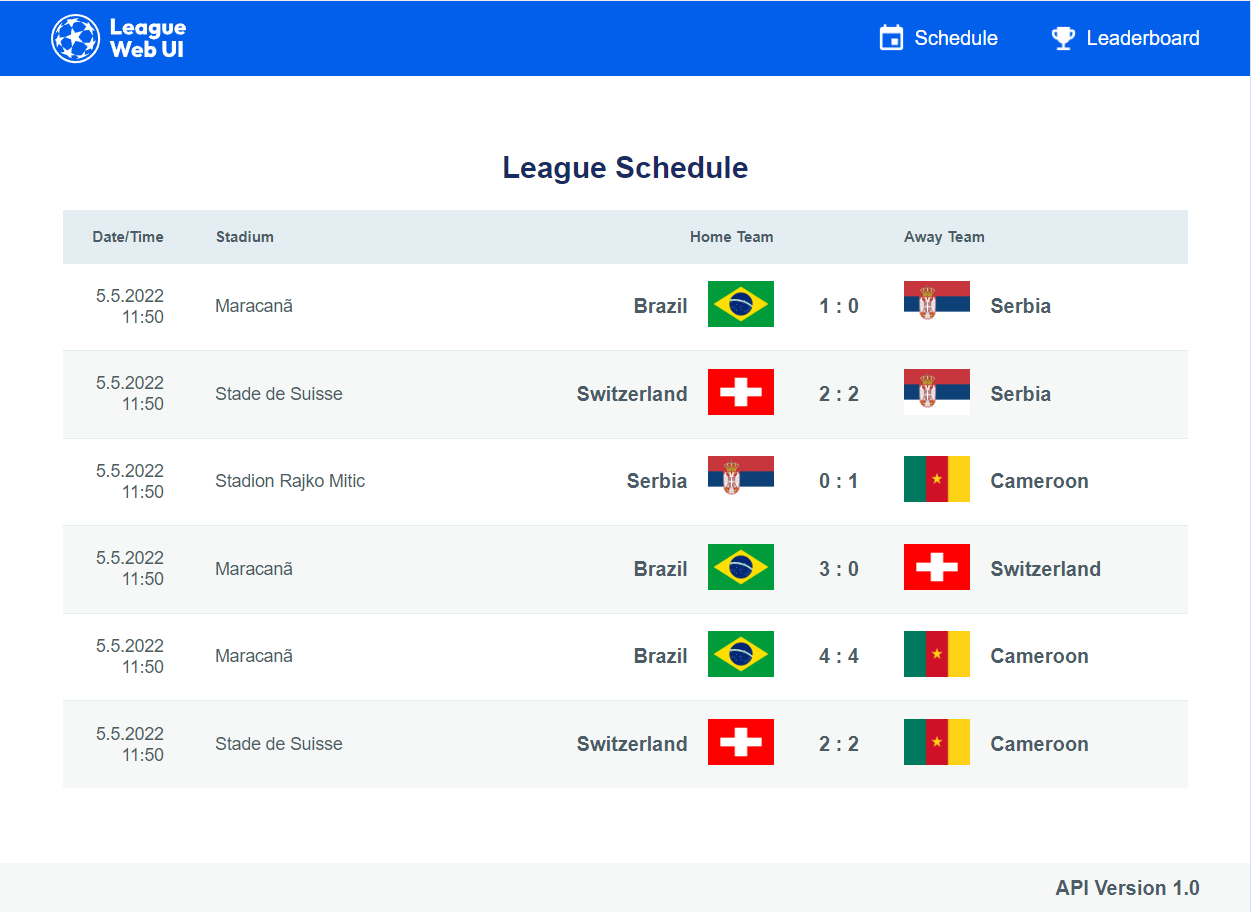 League
Web UI
Schedule
Leaderboard
League Schedule
Date/Time Stadium Home Team Away Team
5.5.2022
11:50
Maracanã Brazil 1 : 0 Serbia
5.5.2022
11:50
Stade de Suisse Switzerland 2 : 2 Serbia
5.5.2022
11:50
Stadion Rajko Mitic Serbia 0 : 1 Cameroon
5.5.2022
11:50
Maracanã Brazil 3 : 0 Switzerland
5.5.2022
11:50
Maracanã Brazil 4 : 4 Cameroon
5.5.2022
11:50
Stade de Suisse Switzerland 2 : 2 Cameroon
API Version 1.0